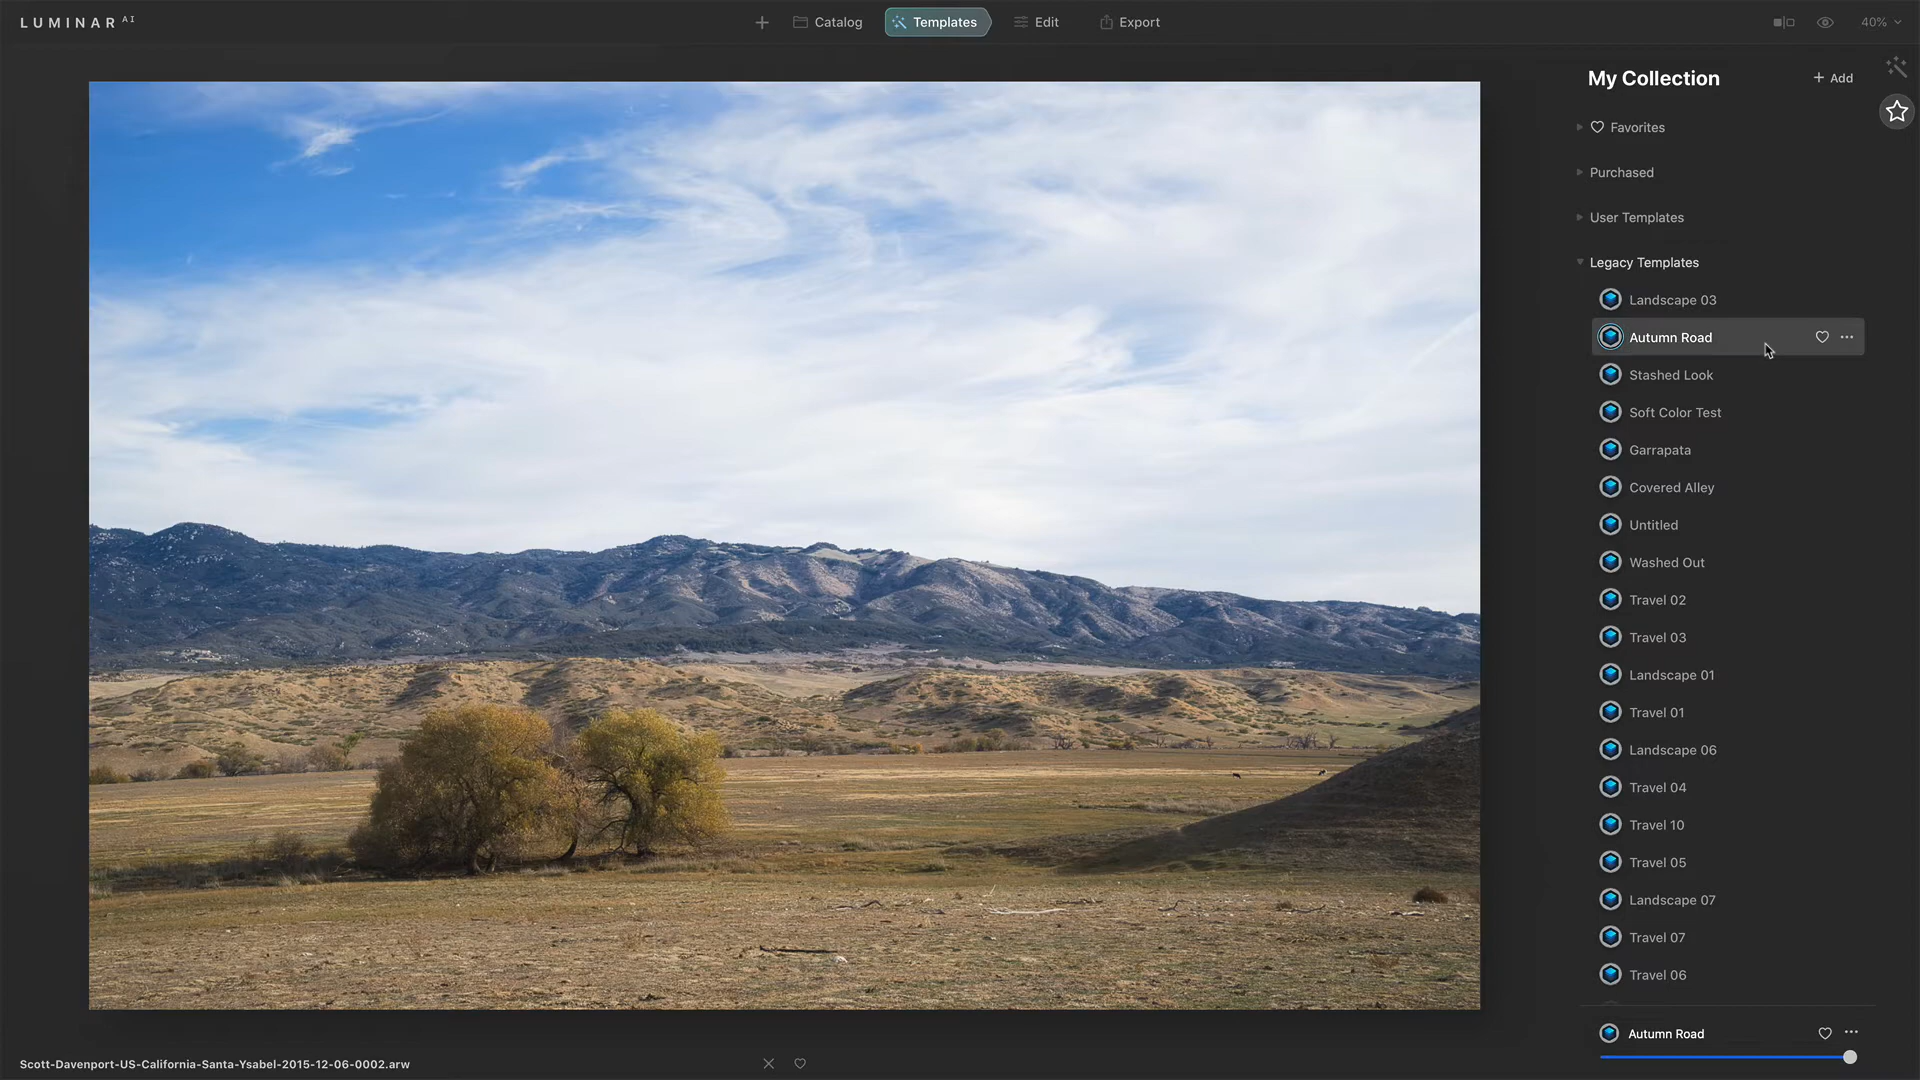 LUMINAR AI
Catalog
Templates
Edit
Export
40%
My Collection
+ Add
Favorites
Purchased
User Templates
Legacy Templates
Landscape 03
Autumn Road
Stashed Look
Soft Color Test
Garrapata
Covered Alley
Untitled
Washed Out
Travel 02
Travel 03
Landscape 01
Travel 01
Landscape 06
Travel 04
Travel 10
Travel 05
Landscape 07
Travel 07
Travel 06
Autumn Road
Scott-Davenport-US-California-Santa-Ysabel-2015-12-06-0002.arw